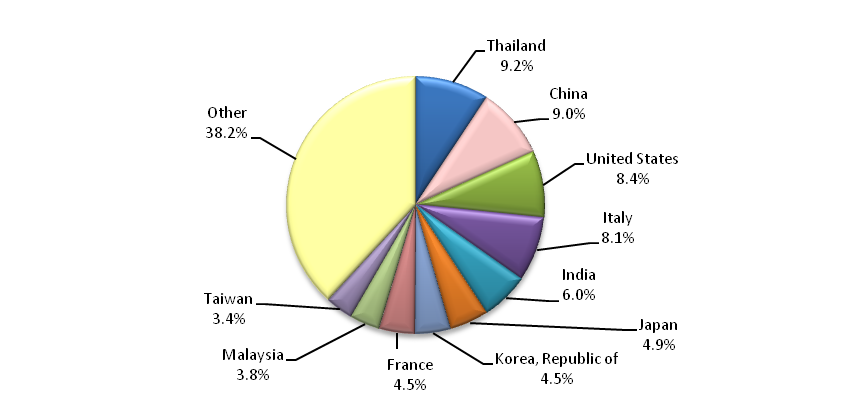 Thailand
9.2%
China
9.0%
United States
8.4%
Italy
8.1%
India
6.0%
Japan
4.9%
Korea, Republic of
4.5%
France
4.5%
Malaysia
3.8%
Taiwan
3.4%
Other
38.2%